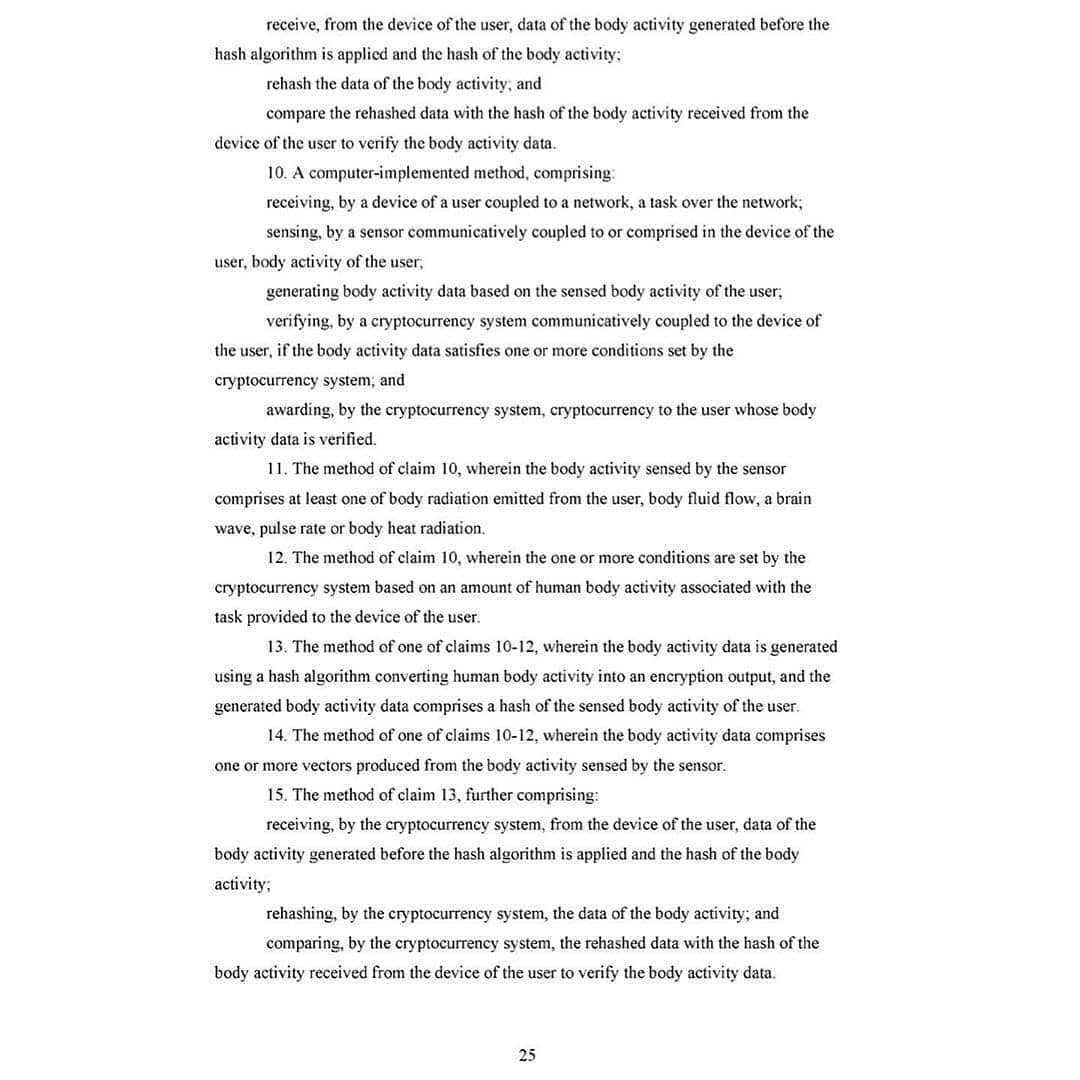 receive, from the device of the user, data of the body activity generated before the
hash algorithm is applied and the hash of the body activity;
rehash the data of the body activity; and
compare the rehashed data with the hash of the body activity received from the
device of the user to verify the body activity data.
10. A computer-implemented method, comprising:
receiving, by a device of a user coupled to a network, a task over the network;
sensing, by a sensor communicatively coupled to or comprised in the device of the
user, body activity of the user;
generating body activity data based on the sensed body activity of the user;
verifying, by a cryptocurrency system communicatively coupled to the device of
the user, if the body activity data satisfies one or more conditions set by the
cryptocurrency system; and
awarding, by the cryptocurrency system, cryptocurrency to the user whose body
activity data is verified.
11. The method of claim 10, wherein the body activity sensed by the sensor
comprises at least one of body radiation emitted from the user, body fluid flow, a brain
wave, pulse rate or body heat radiation.
12. The method of claim 10, wherein the one or more conditions are set by the
cryptocurrency system based on an amount of human body activity associated with the
task provided to the device of the user.
13. The method of one of claims 10-12, wherein the body activity data is generated
using a hash algorithm converting human body activity into an encryption output, and the
generated body activity data comprises a hash of the sensed body activity of the user.
14. The method of one of claims 10-12, wherein the body activity data comprises
one or more vectors produced from the body activity sensed by the sensor.
15. The method of claim 13, further comprising:
receiving, by the cryptocurrency system, from the device of the user, data of the
body activity generated before the hash algorithm is applied and the hash of the body
activity;
rehashing, by the cryptocurrency system, the data of the body activity; and
comparing, by the cryptocurrency system, the rehashed data with the hash of the
body activity received from the device of the user to verify the body activity data.
25